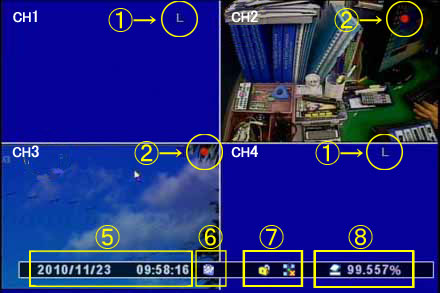 CH1 ① L
CH2 ②
CH3 ②
CH4 ① L
⑤ ⑥ ⑦ ⑧
2010/11/23 09:58:16 99.557%